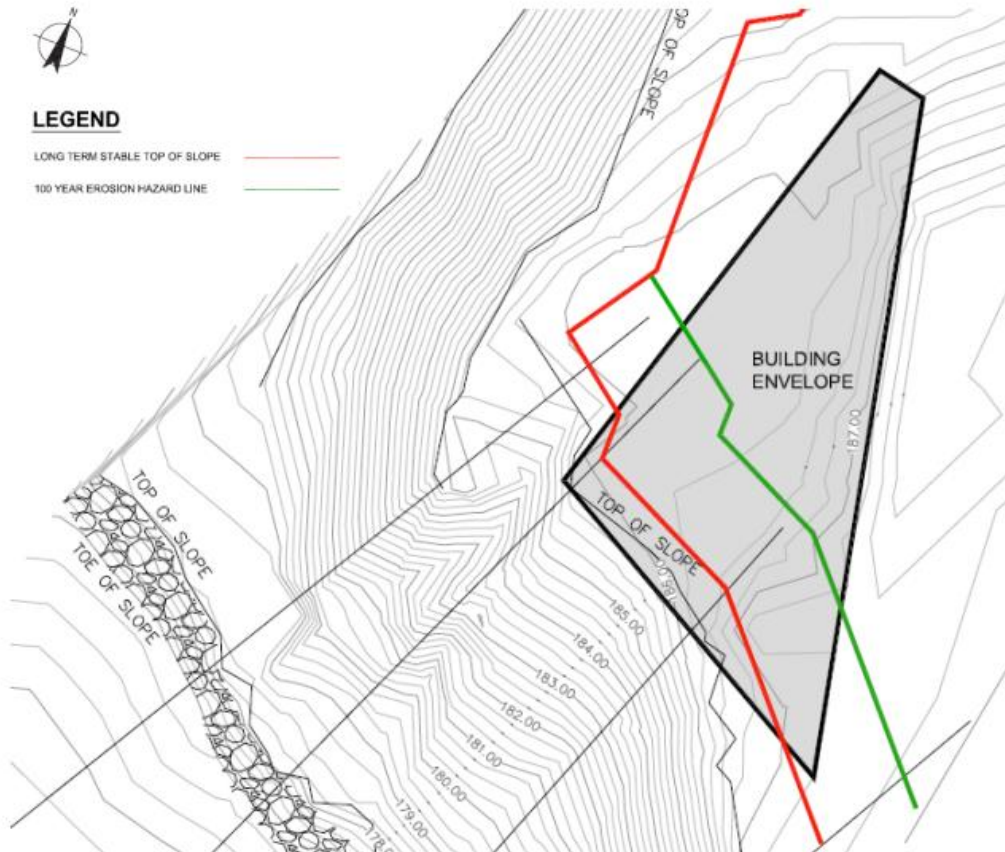 N
LEGEND
LONG TERM STABLE TOP OF SLOPE
100 YEAR EROSION HAZARD LINE
TOP OF SLOPE
BUILDING
ENVELOPE
187.00
TOP OF SLOPE
TOE OF SLOPE
TOP OF SLOPE
186.00
185.00
184.00
183.00
182.00
181.00
180.00
179.00